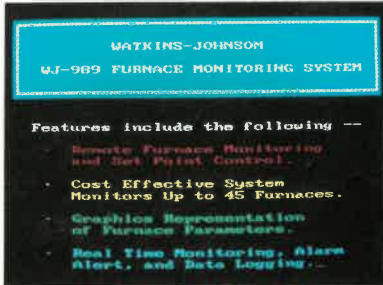 WATKINS-JOHNSON
WJ-989 FURNACE MONITORING SYSTEM
Features include the following --
- Remote Furnace Monitoring
and Set Point Control.
- Cost Effective System
Monitors Up to 45 Furnaces.
- Graphics Representation
of Furnace Parameters.
- Real Time Monitoring, Alarm
Alert, and Data Logging.